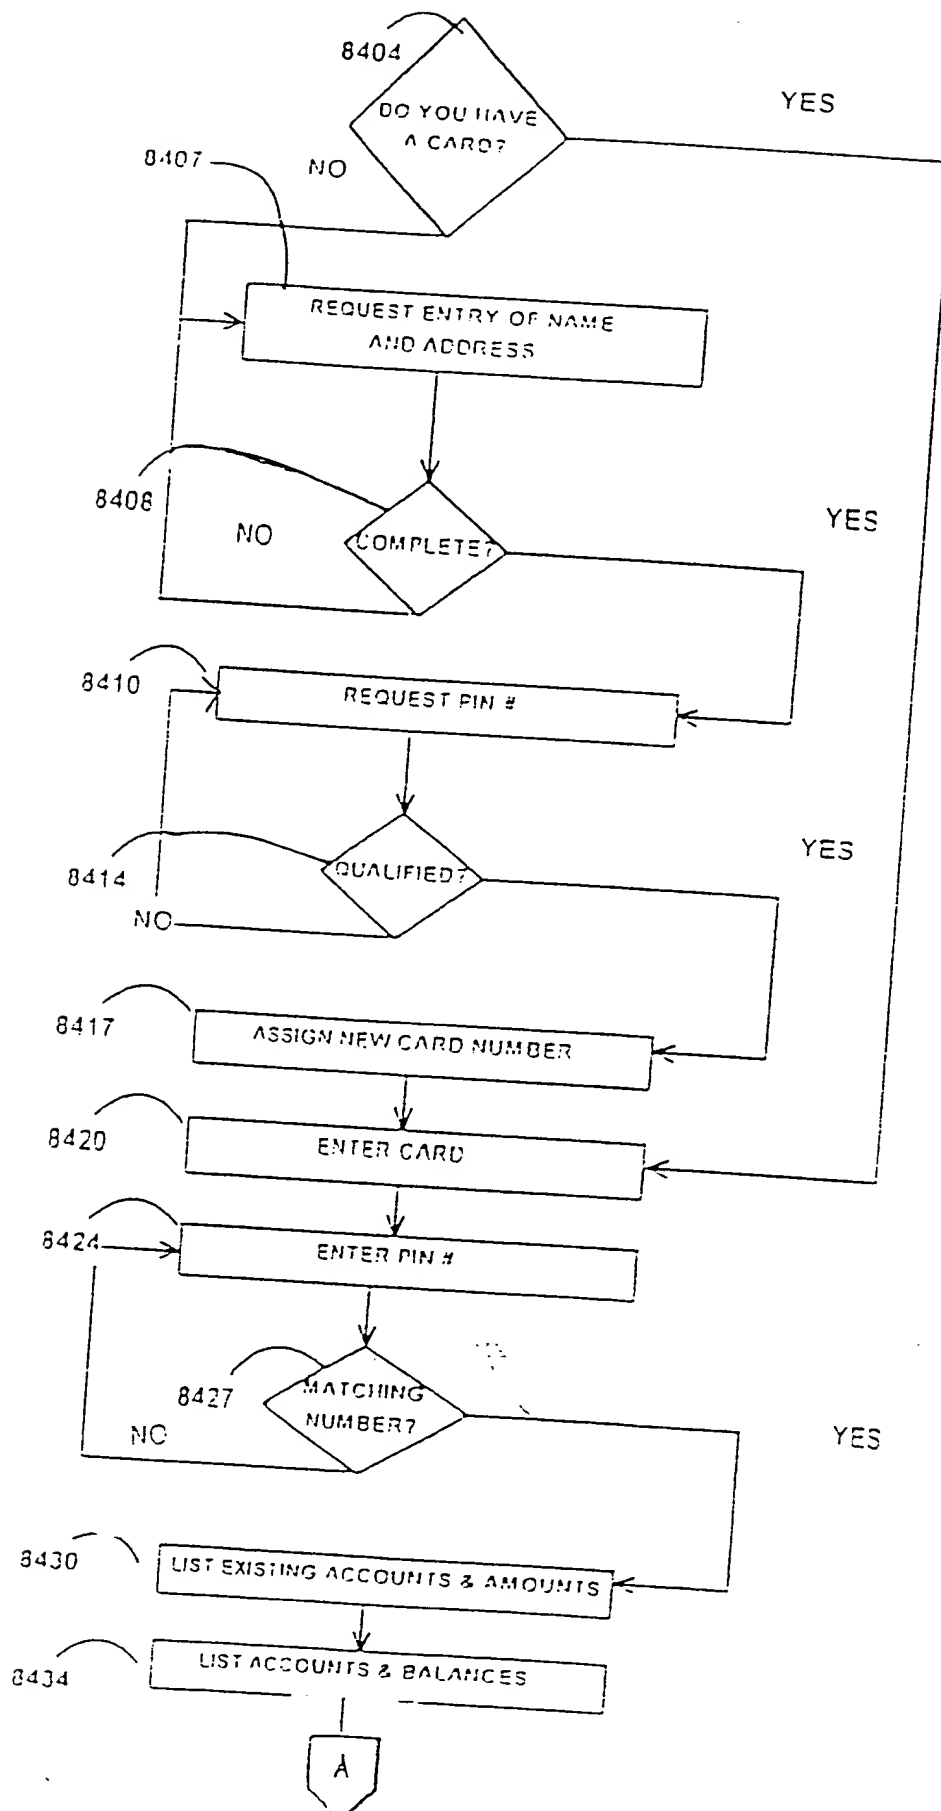 8404
DO YOU HAVE
A CARD?
YES
NO
8407
REQUEST ENTRY OF NAME
AND ADDRESS
8408
NO
COMPLETE?
YES
8410
REQUEST PIN #
8414
QUALIFIED?
YES
NO
8417
ASSIGN NEW CARD NUMBER
8420
ENTER CARD
8424
ENTER PIN #
8427
MATCHING
NUMBER?
NO
YES
8430
LIST EXISTING ACCOUNTS & AMOUNTS
8434
LIST ACCOUNTS & BALANCES
A